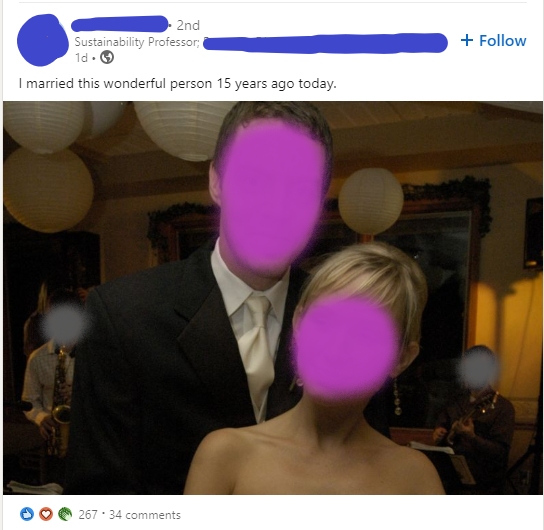 · 2nd
Sustainability Professor;
+ Follow
1d •
I married this wonderful person 15 years ago today.
267 · 34 comments